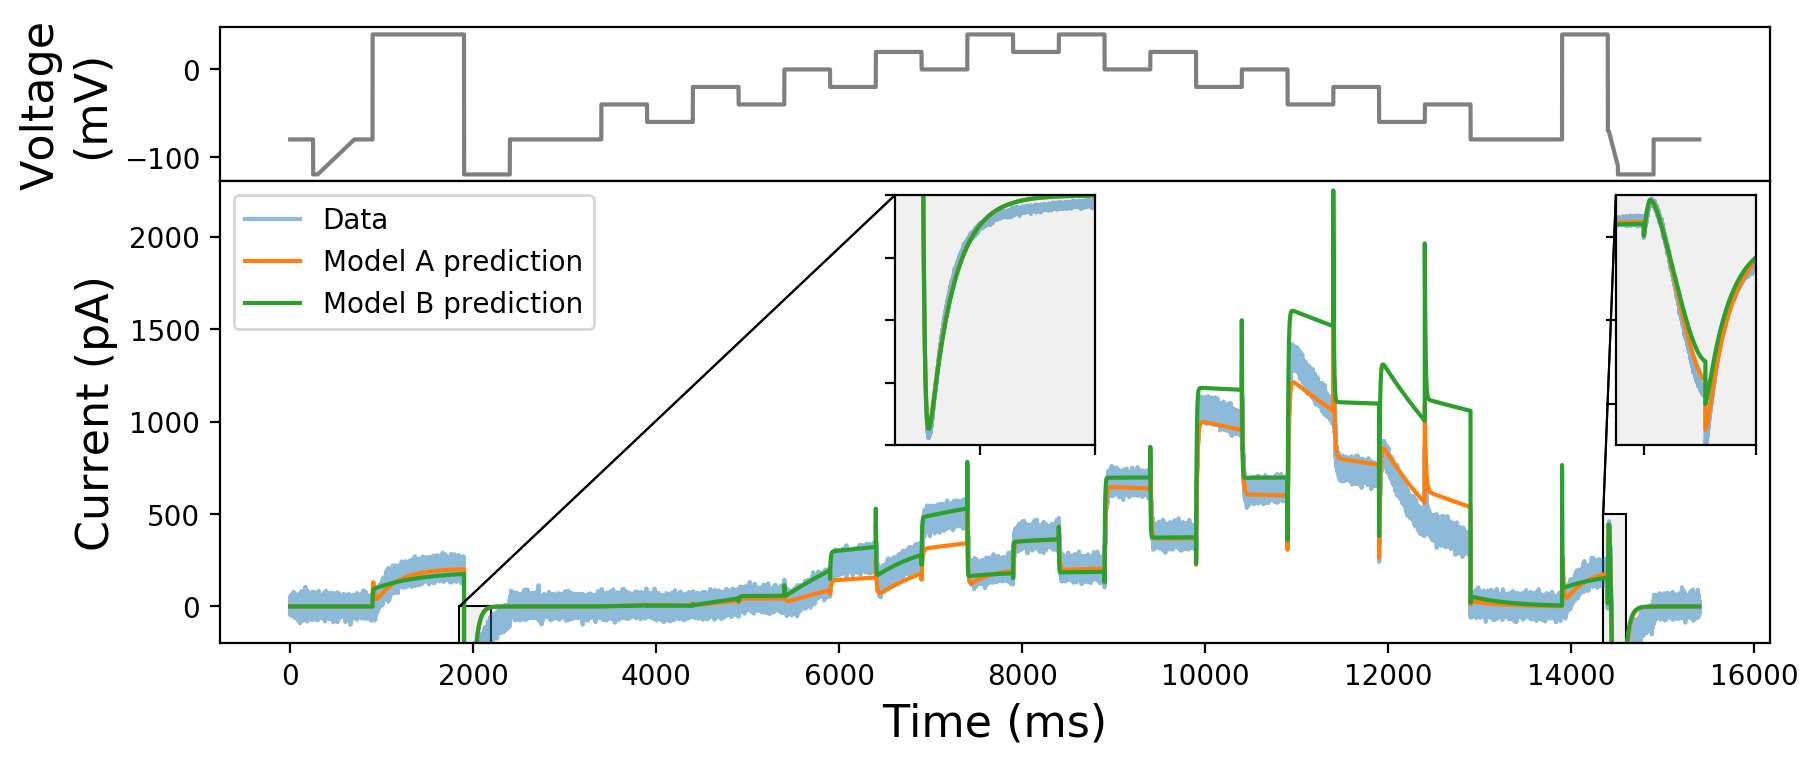 Voltage
(mV)
0
−100
Data
Model A prediction
Model B prediction
Current (pA)
2000
1500
1000
500
0
0
2000
4000
6000
8000
10000
12000
14000
16000
Time (ms)